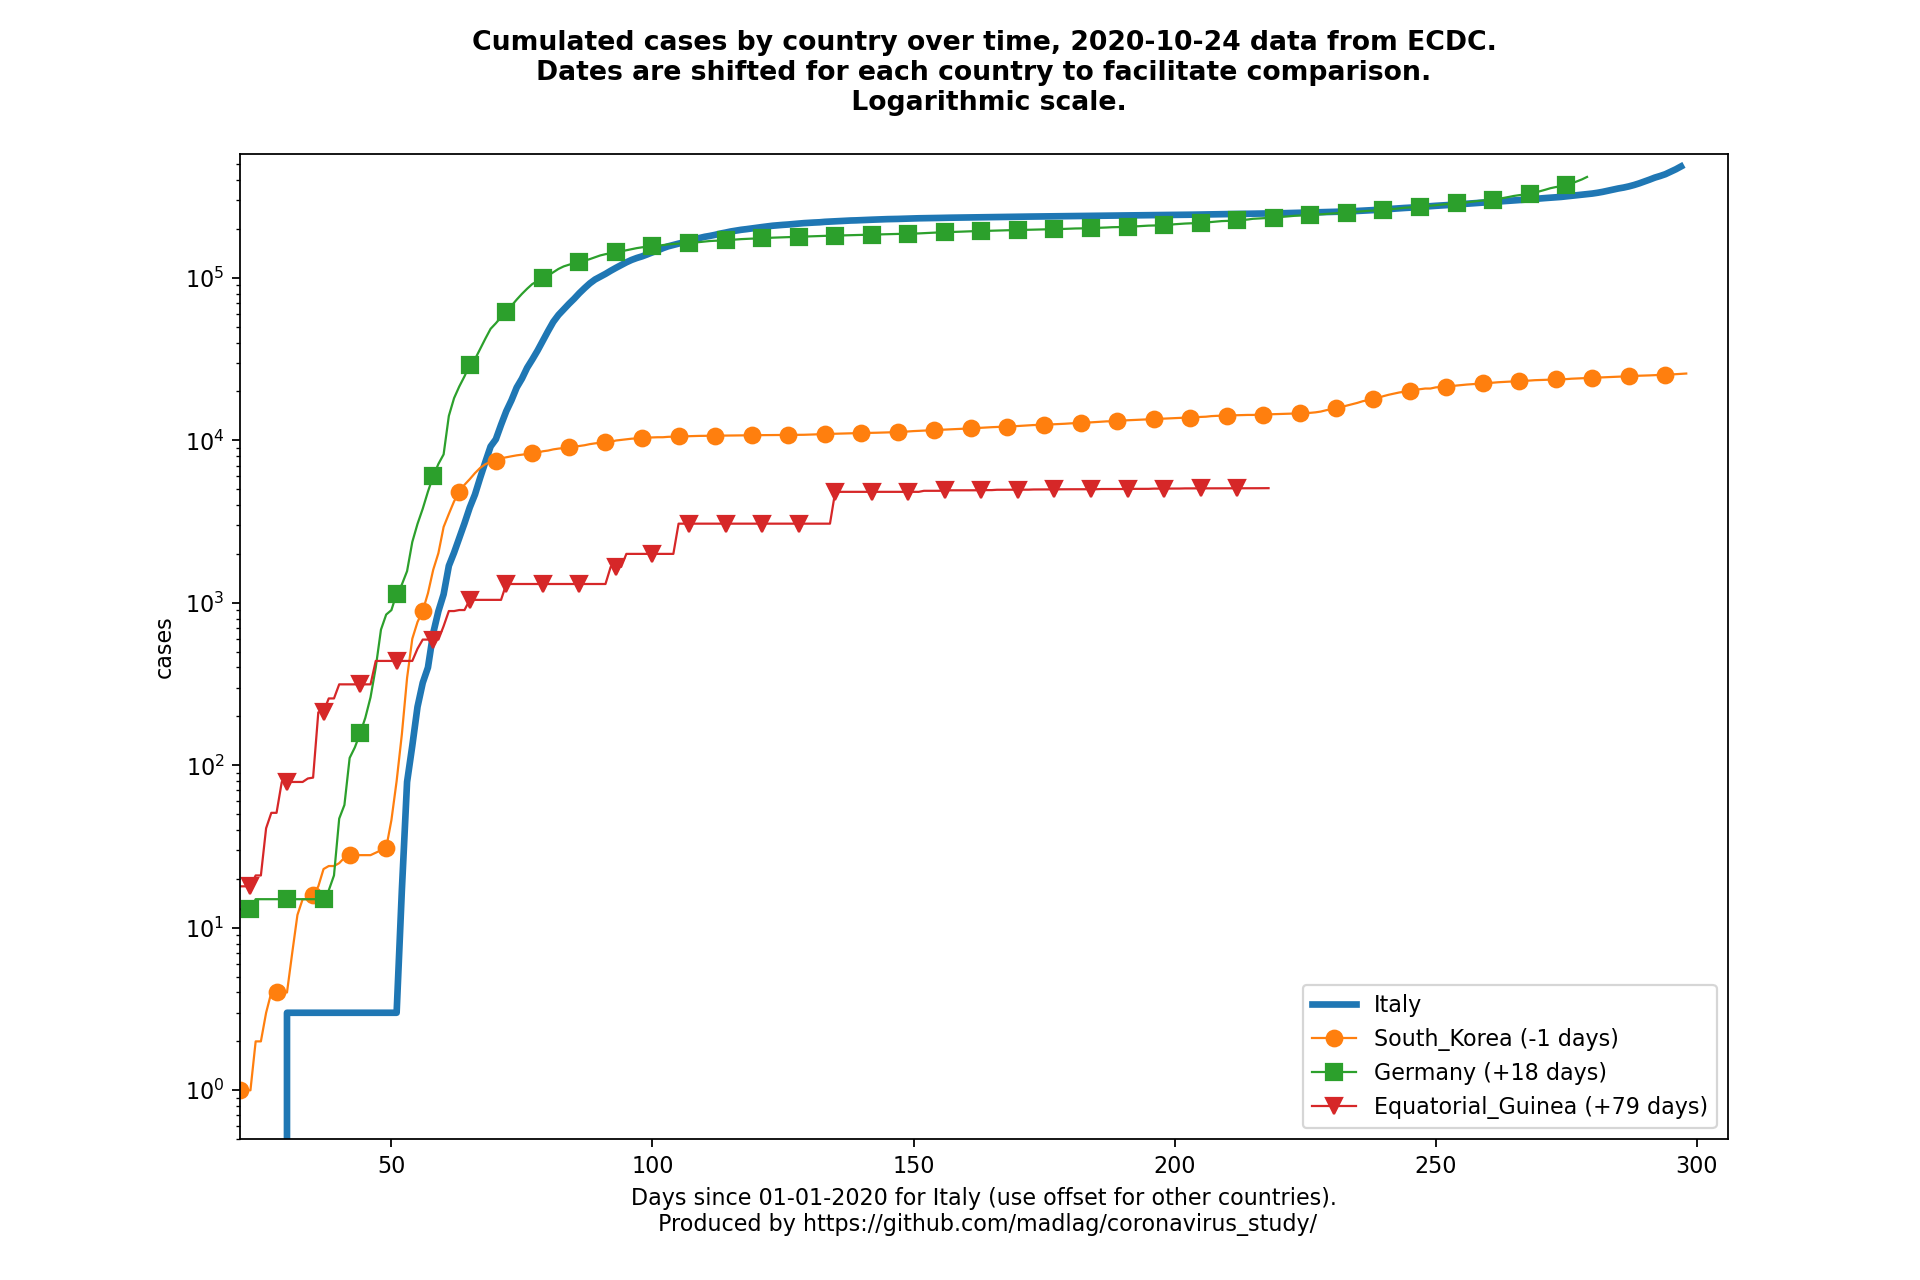 Cumulated cases by country over time, 2020-10-24 data from ECDC.
Dates are shifted for each country to facilitate comparison.
Logarithmic scale.
10^5
10^4
10^3
10^2
10^1
10^0
cases
Italy
South_Korea (-1 days)
Germany (+18 days)
Equatorial_Guinea (+79 days)
50 100 150 200 250 300
Days since 01-01-2020 for Italy (use offset for other countries).
Produced by https://github.com/madlag/coronavirus_study/